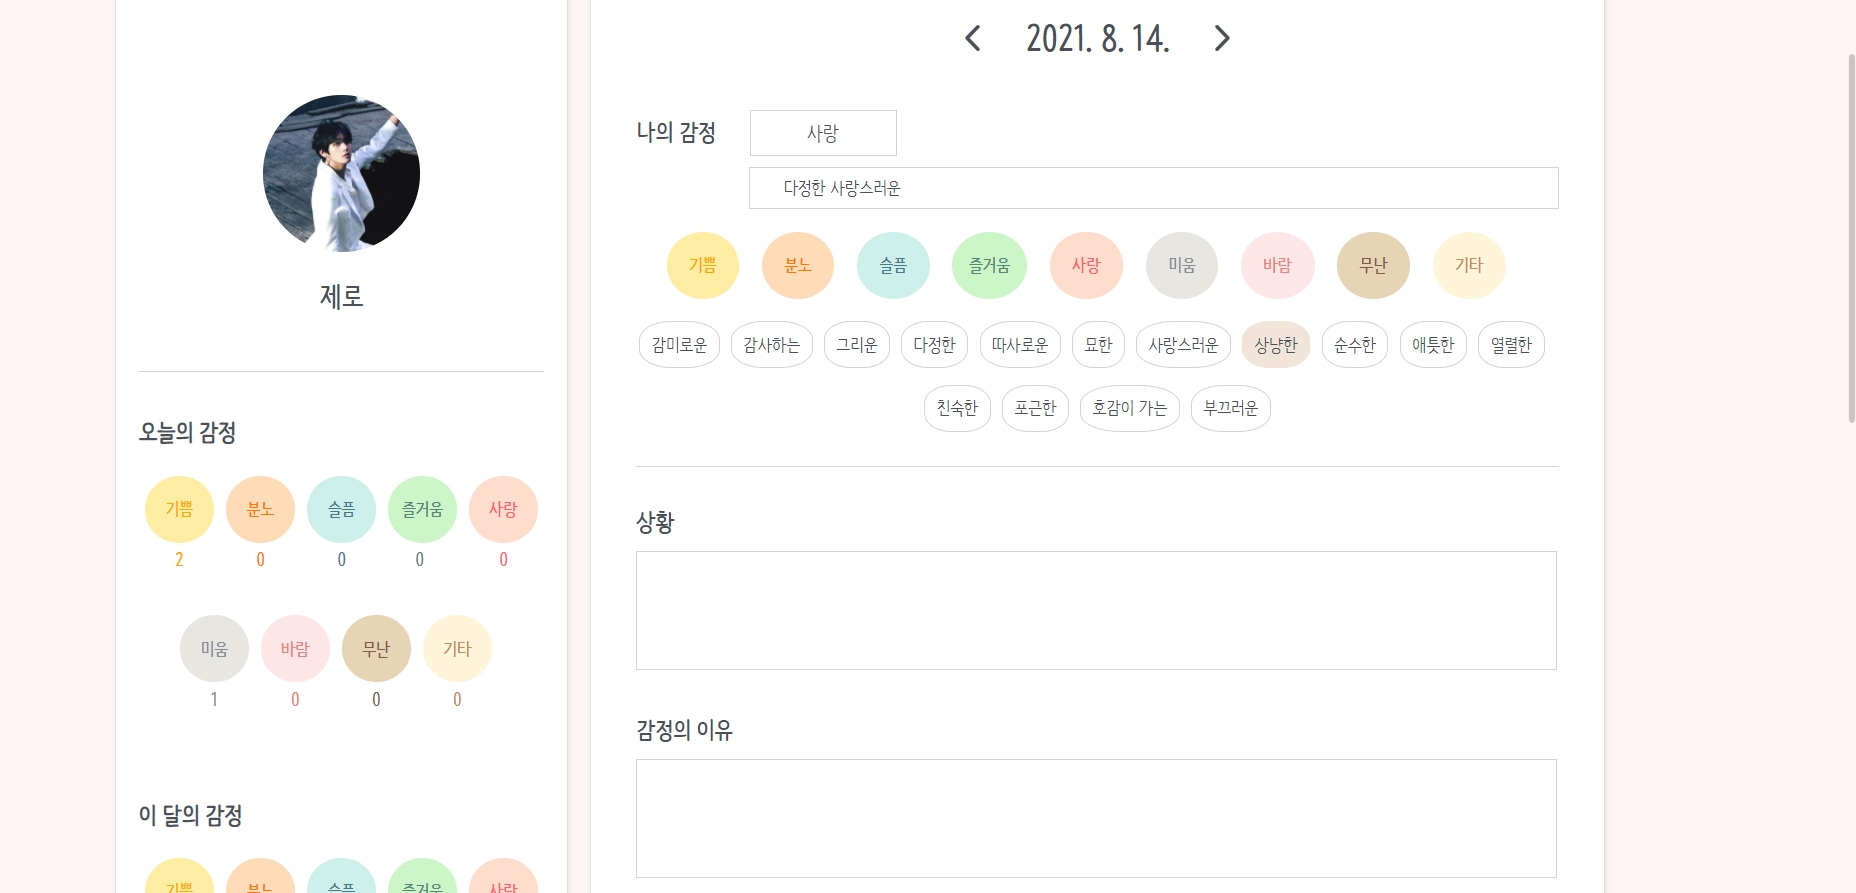 제로
오늘의 감정
기쁨 분노 슬픔 즐거움 사랑
2 0 0 0 0
미움 바람 무난 기타
1 0 0 0
이 달의 감정
기쁨 분노 슬픔 즐거움 사랑
2021. 8. 14.
나의 감정 사랑
다정한 사랑스러운
기쁨 분노 슬픔 즐거움 사랑 미움 바람 무난 기타
감미로운 감사하는 그리운 다정한 따사로운 묘한 사랑스러운 상냥한 순수한 애틋한 열렬한
친숙한 포근한 호감이 가는 부끄러운
상황
감정의 이유